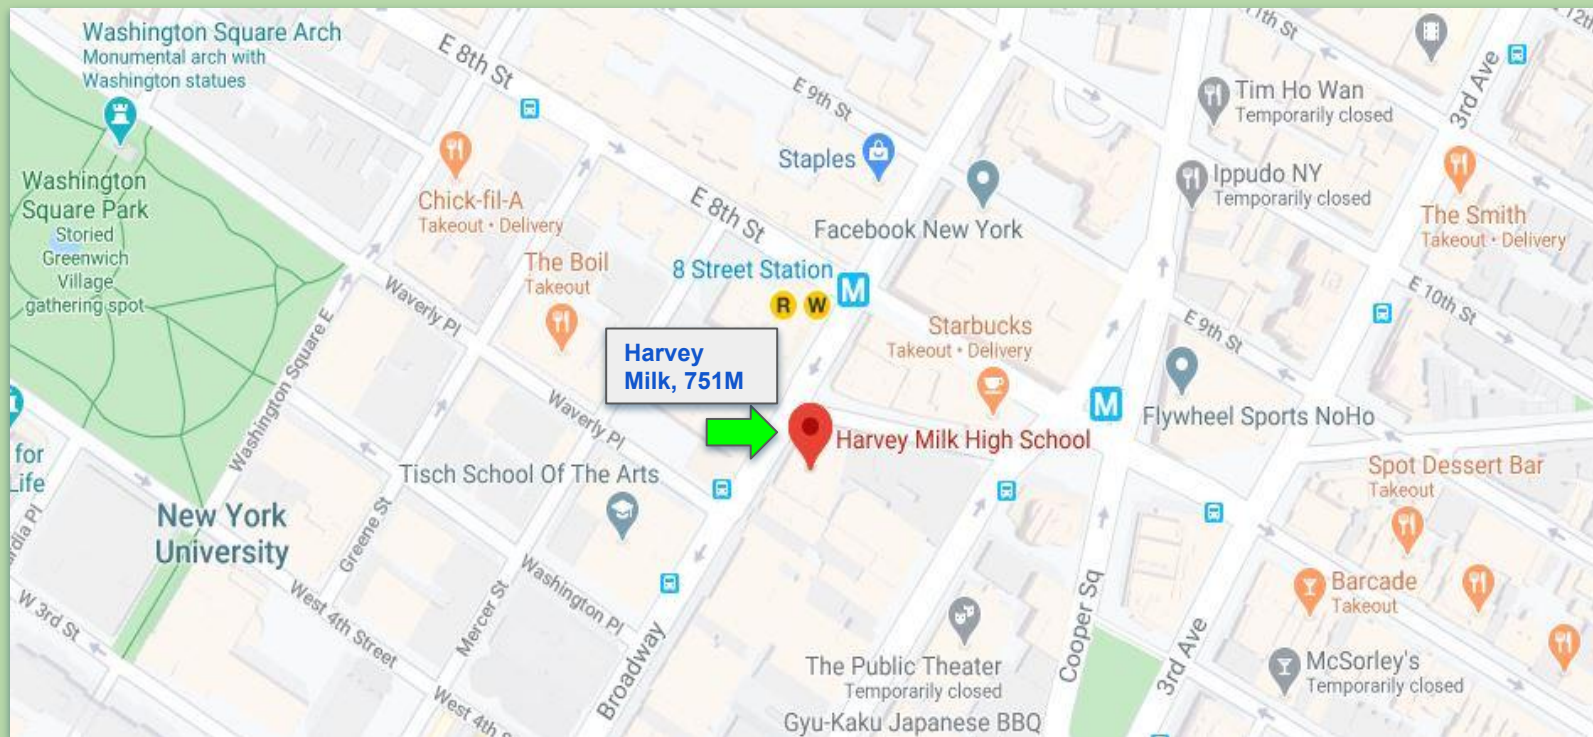 Washington Square Arch
Monumental arch with
Washington statues
E 8th St
E 9th St
11th St
3rd Ave
Tim Ho Wan
Temporarily closed
Staples
Chick-fil-A
Takeout • Delivery
Washington
Square Park
Storied
Greenwich
Village
gathering spot
E 8th St
Facebook New York
Ippudo NY
Temporarily closed
The Smith
Takeout • Delivery
The Boil
Takeout
8 Street Station
R W
M
Waverly Pl
E 10th St
E 9th St
Starbucks
Takeout • Delivery
Harvey
Milk, 751M
Washington Square E
Waverly Pl
M
Flywheel Sports NoHo
Harvey Milk High School
for
Life
Tisch School Of The Arts
Spot Dessert Bar
Takeout
New York
University
Greene St
Washington Pl
Barcade
Takeout
W 3rd St
West 4th Street
Mercer St
Broadway
Cooper Sq
3rd Ave
The Public Theater
Temporarily closed
McSorley's
Temporarily closed
West 4th S
Gyu-Kaku Japanese BBQ